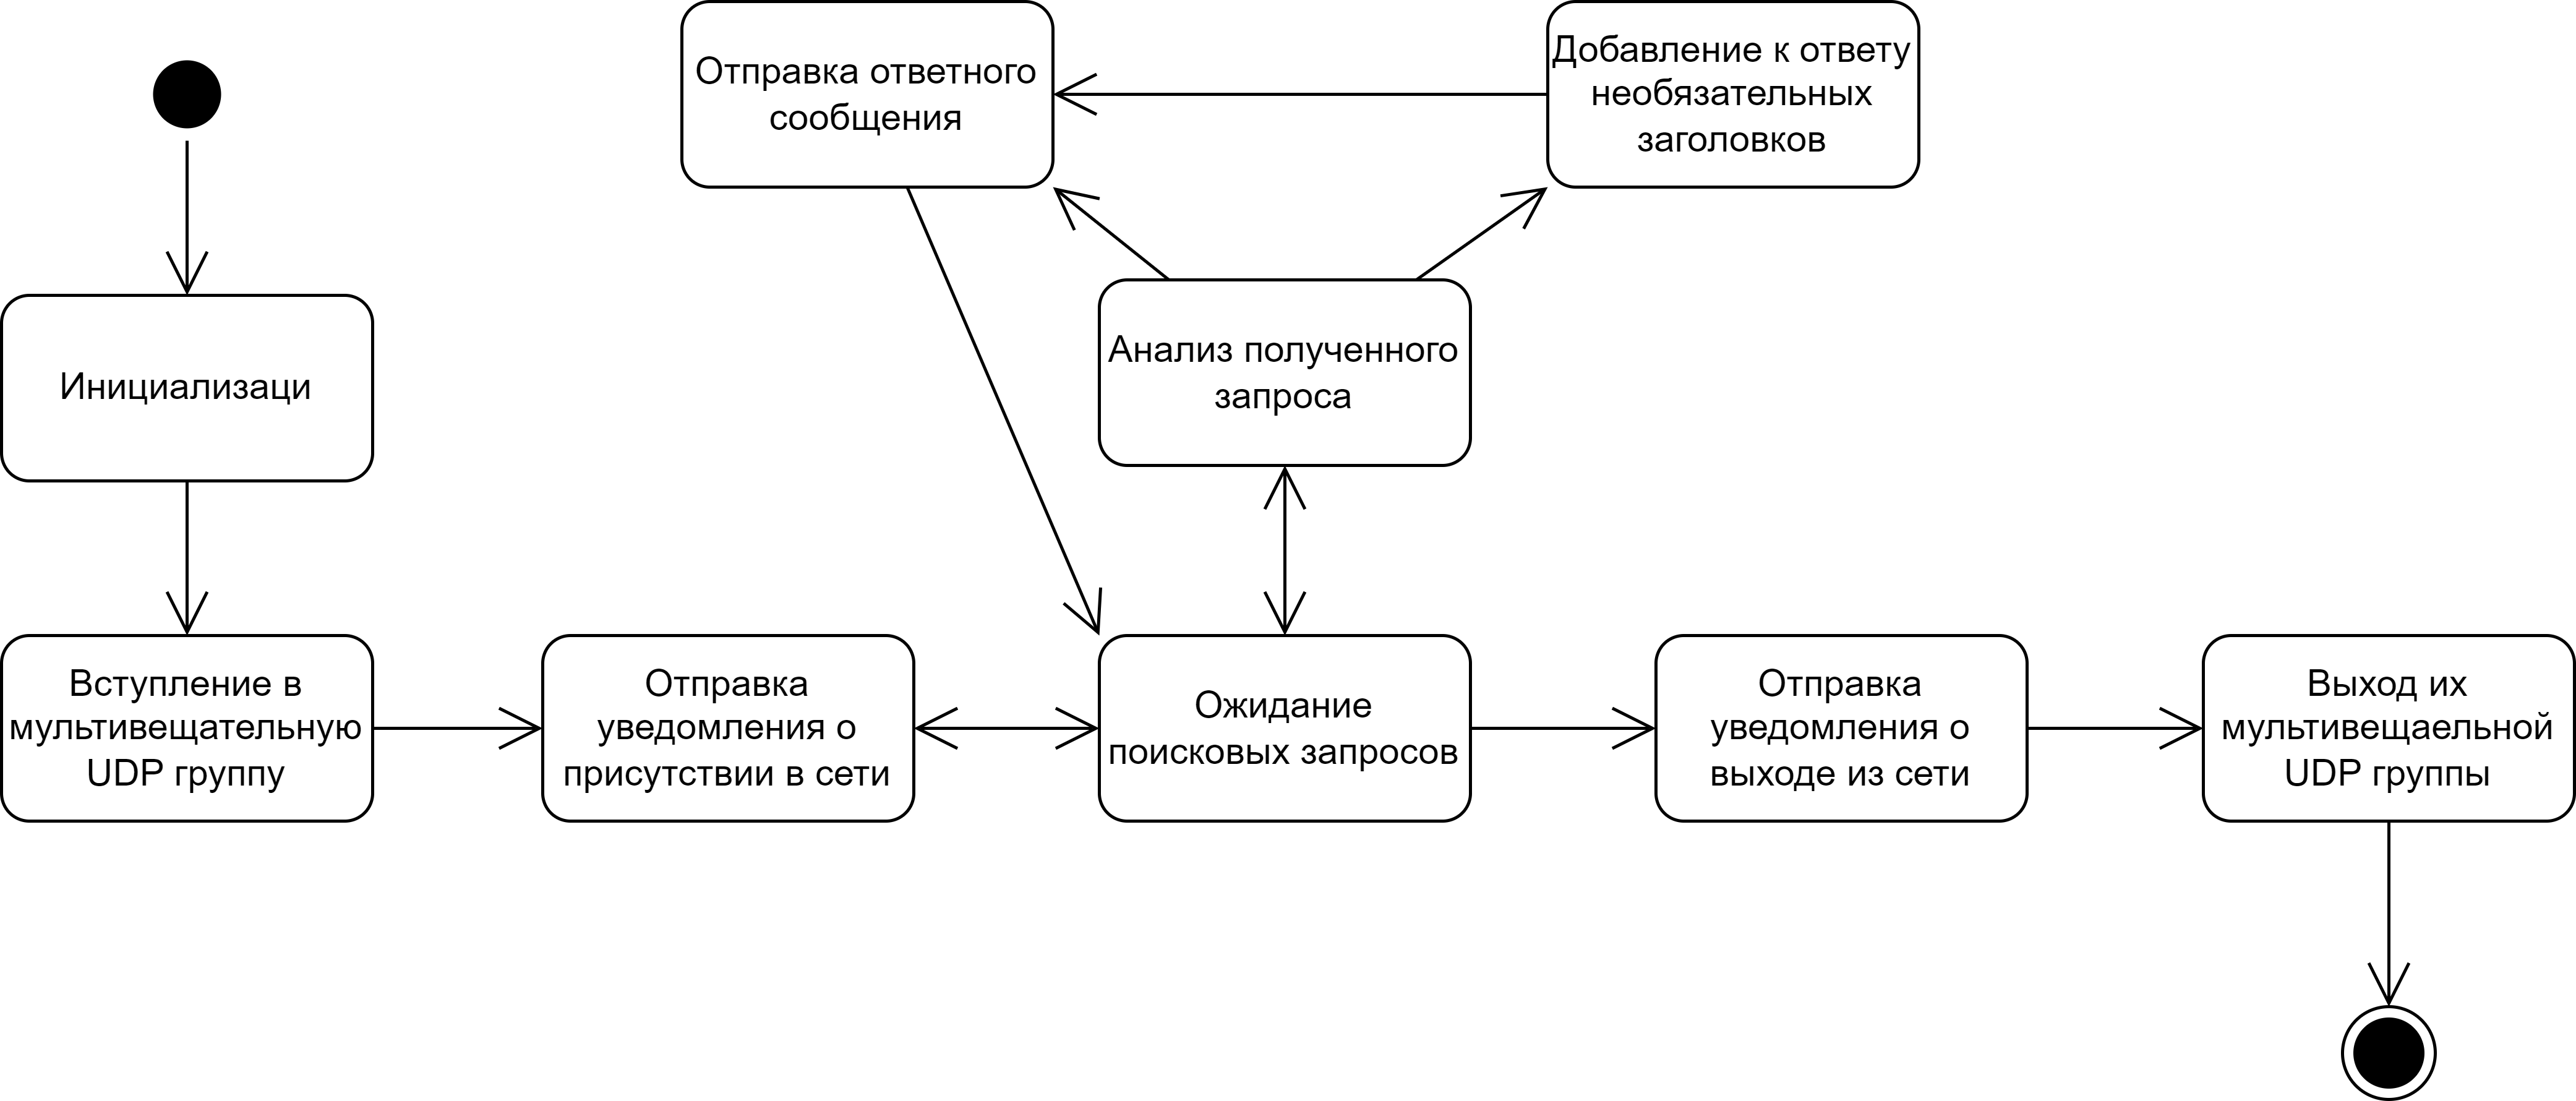 Отправка ответного
сообщения
Добавление к ответу
необязательных
заголовков
Инициализаци
Анализ полученного
запроса
Вступление в
мультивещательную
UDP группу
Отправка
уведомления о
присутствии в сети
Ожидание
поисковых запросов
Отправка
уведомления о
выходе из сети
Выход их
мультивещаельной
UDP группы